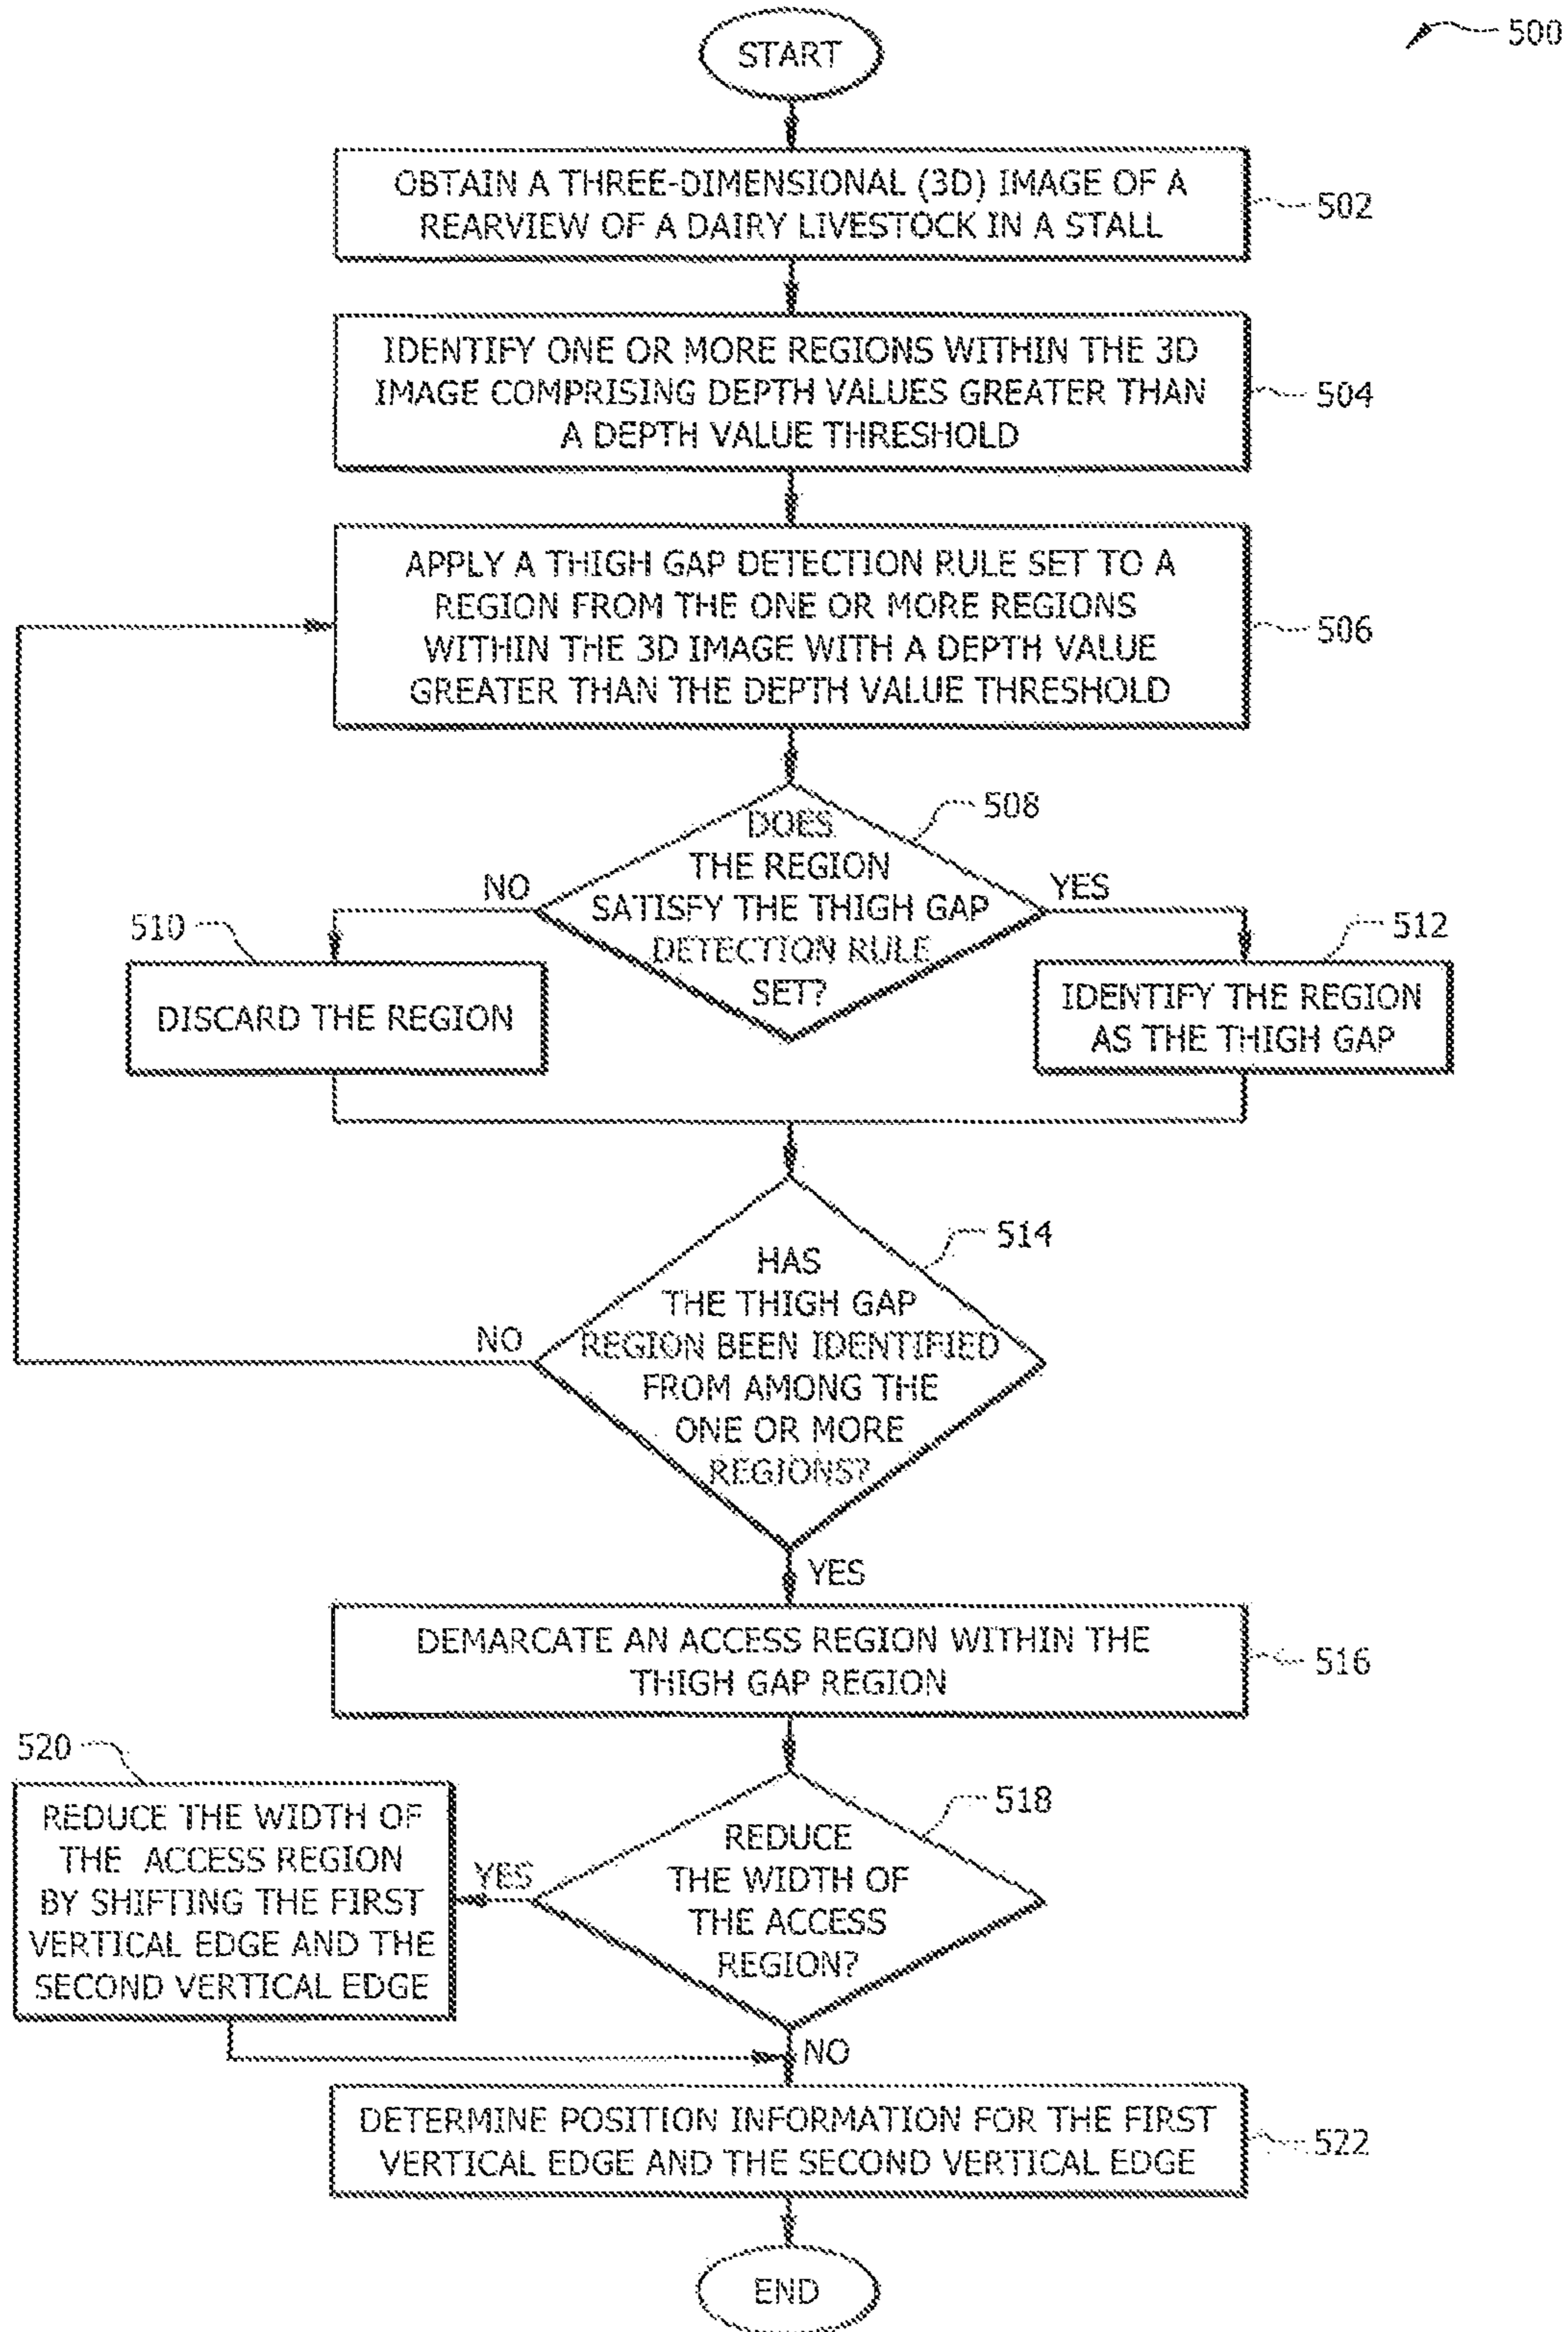 500
START
OBTAIN A THREE-DIMENSIONAL (3D) IMAGE OF A
REARVIEW OF A DAIRY LIVESTOCK IN A STALL
502
IDENTIFY ONE OR MORE REGIONS WITHIN THE 3D
IMAGE COMPRISING DEPTH VALUES GREATER THAN
A DEPTH VALUE THRESHOLD
504
APPLY A THIGH GAP DETECTION RULE SET TO A
REGION FROM THE ONE OR MORE REGIONS
WITHIN THE 3D IMAGE WITH A DEPTH VALUE
GREATER THAN THE DEPTH VALUE THRESHOLD
506
DOES
THE REGION
SATISFY THE THIGH GAP
DETECTION RULE
SET?
508
NO
YES
510
DISCARD THE REGION
512
IDENTIFY THE REGION
AS THE THIGH GAP
HAS
THE THIGH GAP
REGION BEEN IDENTIFIED
FROM AMONG THE
ONE OR MORE
REGIONS?
514
NO
YES
DEMARCATE AN ACCESS REGION WITHIN THE
THIGH GAP REGION
516
520
REDUCE THE WIDTH OF
THE ACCESS REGION
BY SHIFTING THE FIRST
VERTICAL EDGE AND THE
SECOND VERTICAL EDGE
YES
REDUCE
THE WIDTH OF
THE ACCESS
REGION?
518
NO
DETERMINE POSITION INFORMATION FOR THE FIRST
VERTICAL EDGE AND THE SECOND VERTICAL EDGE
522
END